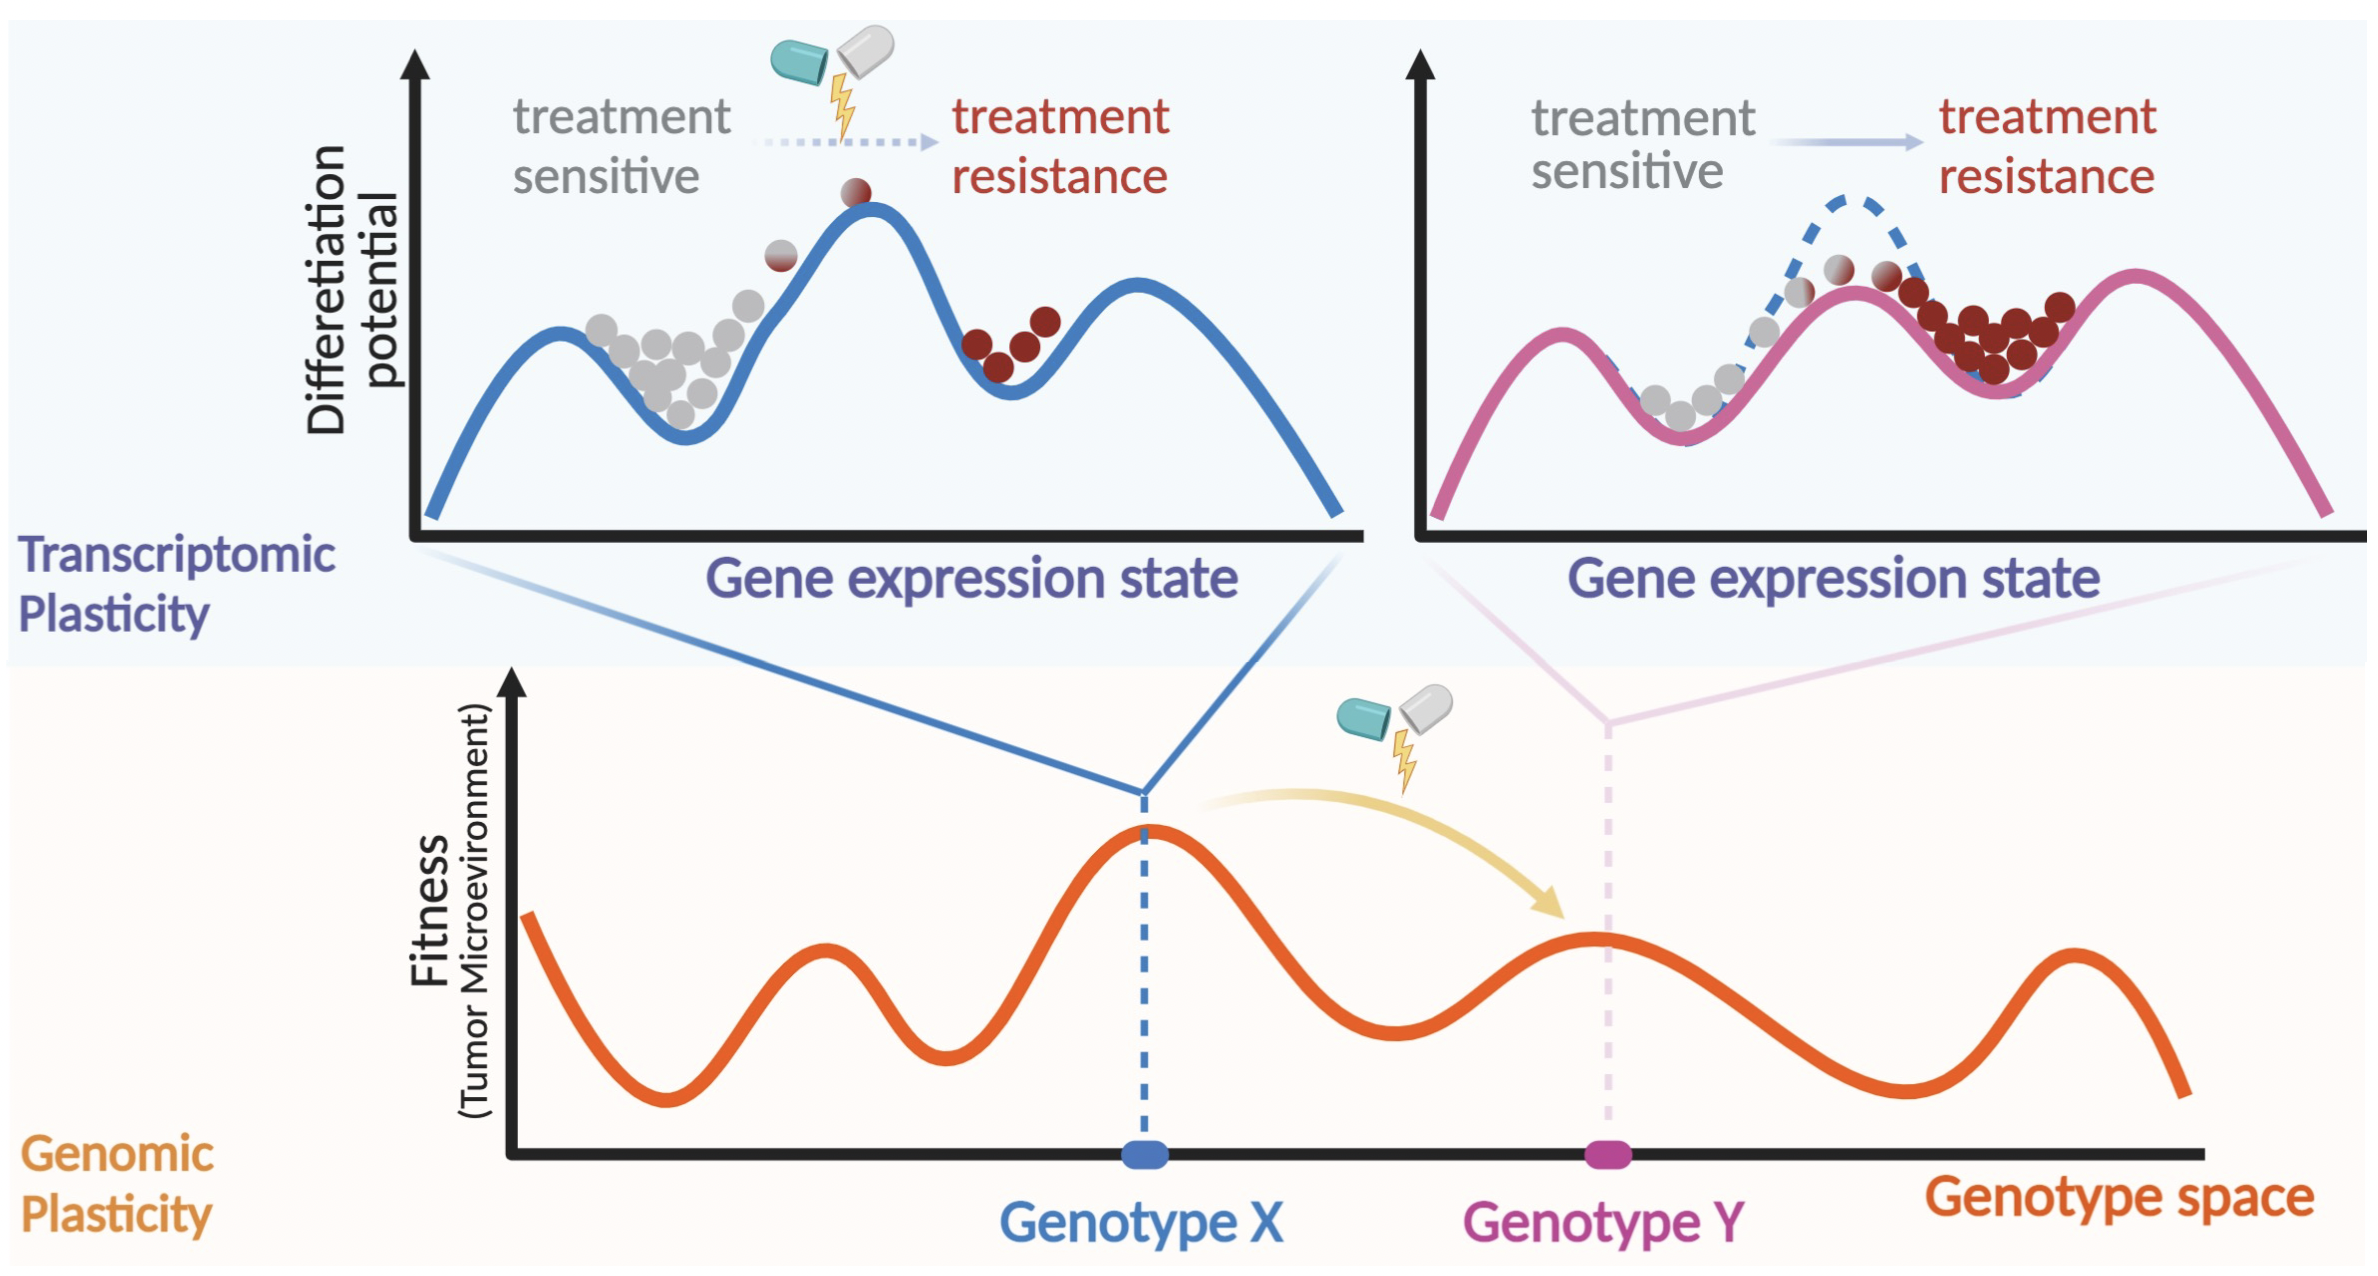 Differetiation
potential
treatment
sensitive
treatment
resistance
treatment
sensitive
treatment
resistance
Transcriptomic
Plasticity
Gene expression state
Gene expression state
Fitness
(Tumor Microevironment)
Genomic
Plasticity
Genotype X
Genotype Y
Genotype space